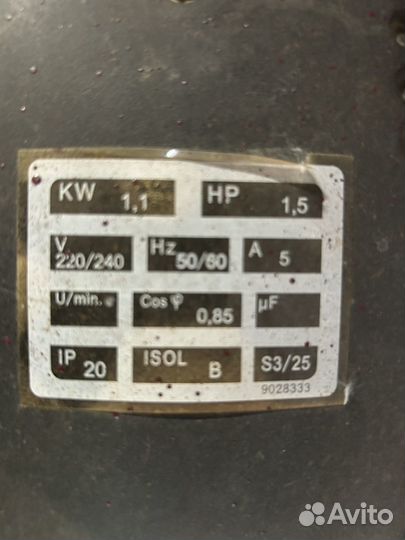 KW 1,1 HP 1,5
V 220/240 Hz 50/60 A 5
U/min. Cos φ 0,85 µF
IP 20 ISOL B S3/25
9028333
Avito